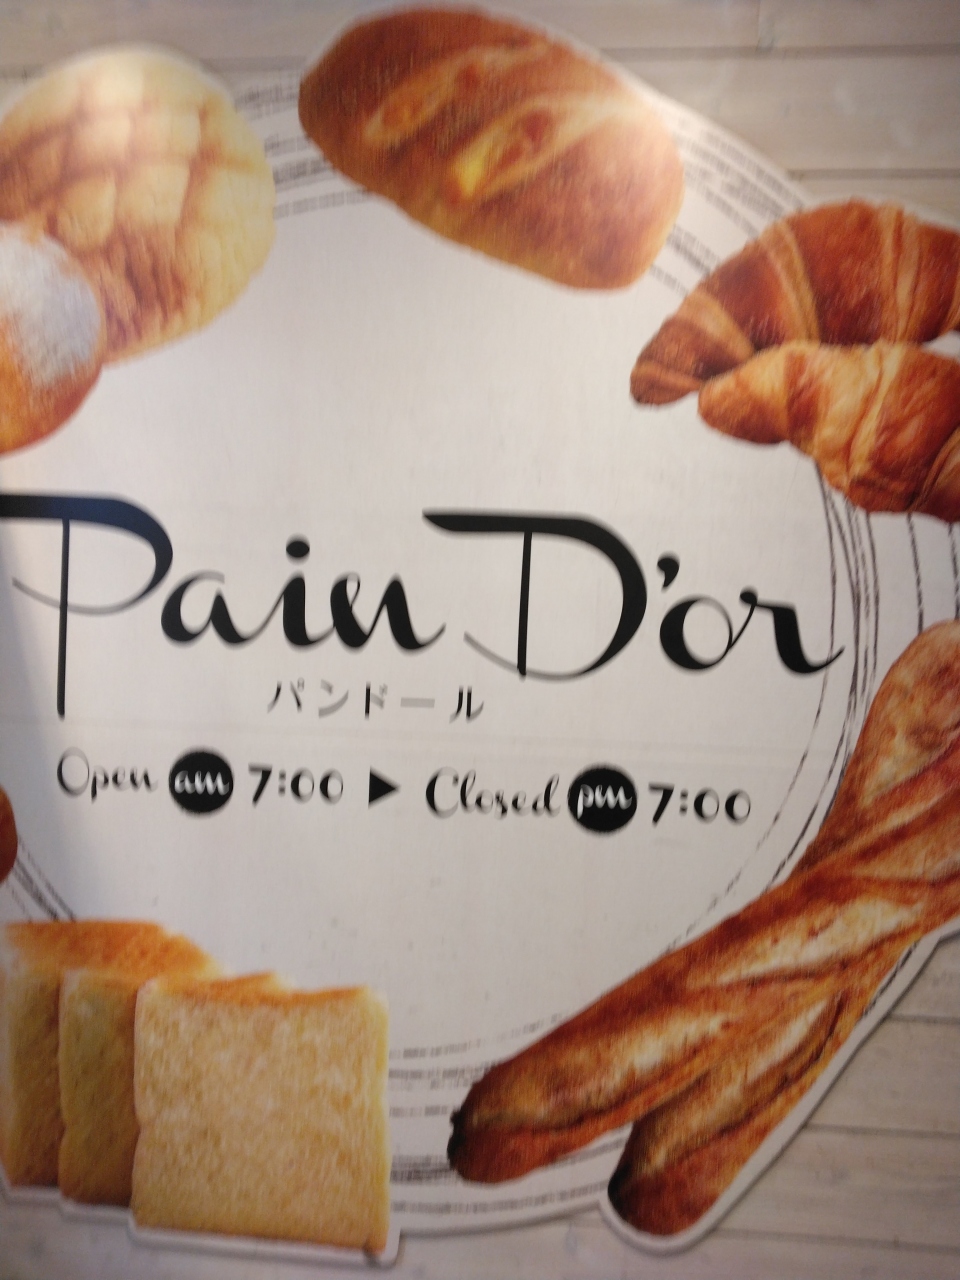 Pain D'or
パンドール
Open am 7:00 ▶ Closed pm 7:00